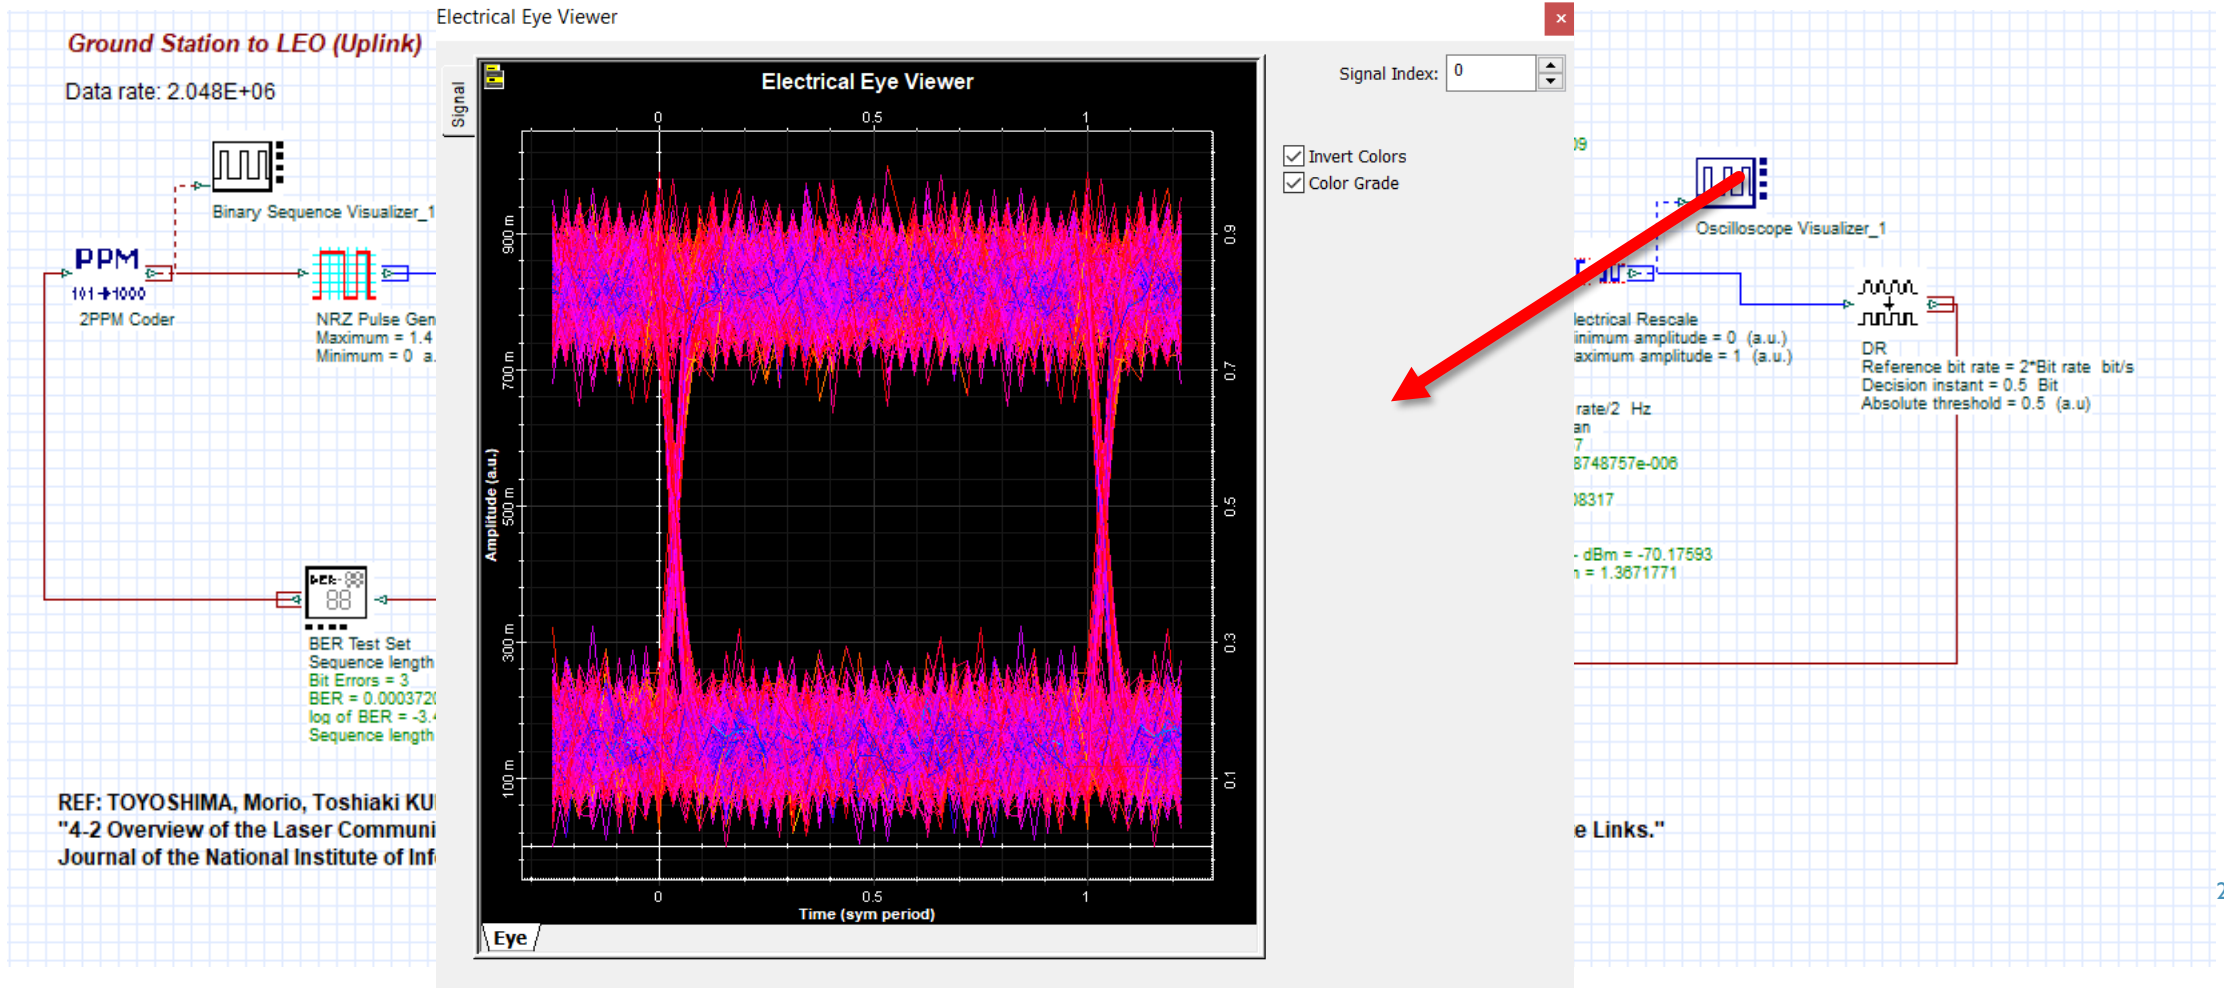 Electrical Eye Viewer
Ground Station to LEO (Uplink)
Data rate: 2.048E+06
Binary Sequence Visualizer_1
PPM
101→1000
2PPM Coder
NRZ Pulse Gen
Maximum = 1.4
Minimum = 0 a.
BER Test Set
Sequence length
Bit Errors = 3
BER = 0.000372
log of BER = -3.4
Sequence length
REF: TOYOSHIMA, Morio, Toshiaki KU
"4-2 Overview of the Laser Communi
Journal of the National Institute of Inf
Signal
Electrical Eye Viewer
0 0.5 1
900 m
700 m
500 m
300 m
100 m
Amplitude (a.u.)
0.9
0.7
0.5
0.3
0.1
0 0.5 1
Time (sym period)
Eye
Signal Index: 0
Invert Colors
Color Grade
09
Oscilloscope Visualizer_1
lectrical Rescale
inimum amplitude = 0 (a.u.)
aximum amplitude = 1 (a.u.)
DR
Reference bit rate = 2*Bit rate bit/s
Decision instant = 0.5 Bit
Absolute threshold = 0.5 (a.u)
rate/2 Hz
an
7
8748757e-006
08317
- dBm = -70.17593
= 1.3671771
e Links."
2